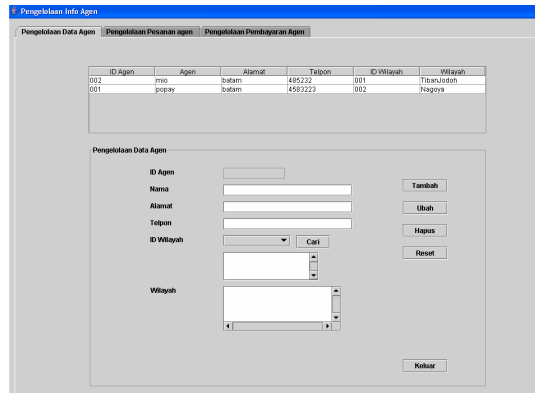 Pengelolaan Info Agen
Pengelolaan Data Agen Pengelolaan Pesanan agen Pengelolaan Pembayaran Agen
ID Agen Agen Alamat Telpon ID Wilayah Wilayah
002 mio batam 485232 001 TibanJodoh
001 popay batam 4583223 002 Nagoya
Pengelolaan Data Agen
ID Agen
Nama
Alamat
Telpon
ID Wilayah
Cari
Wilayah
Tambah
Ubah
Hapus
Reset
Keluar